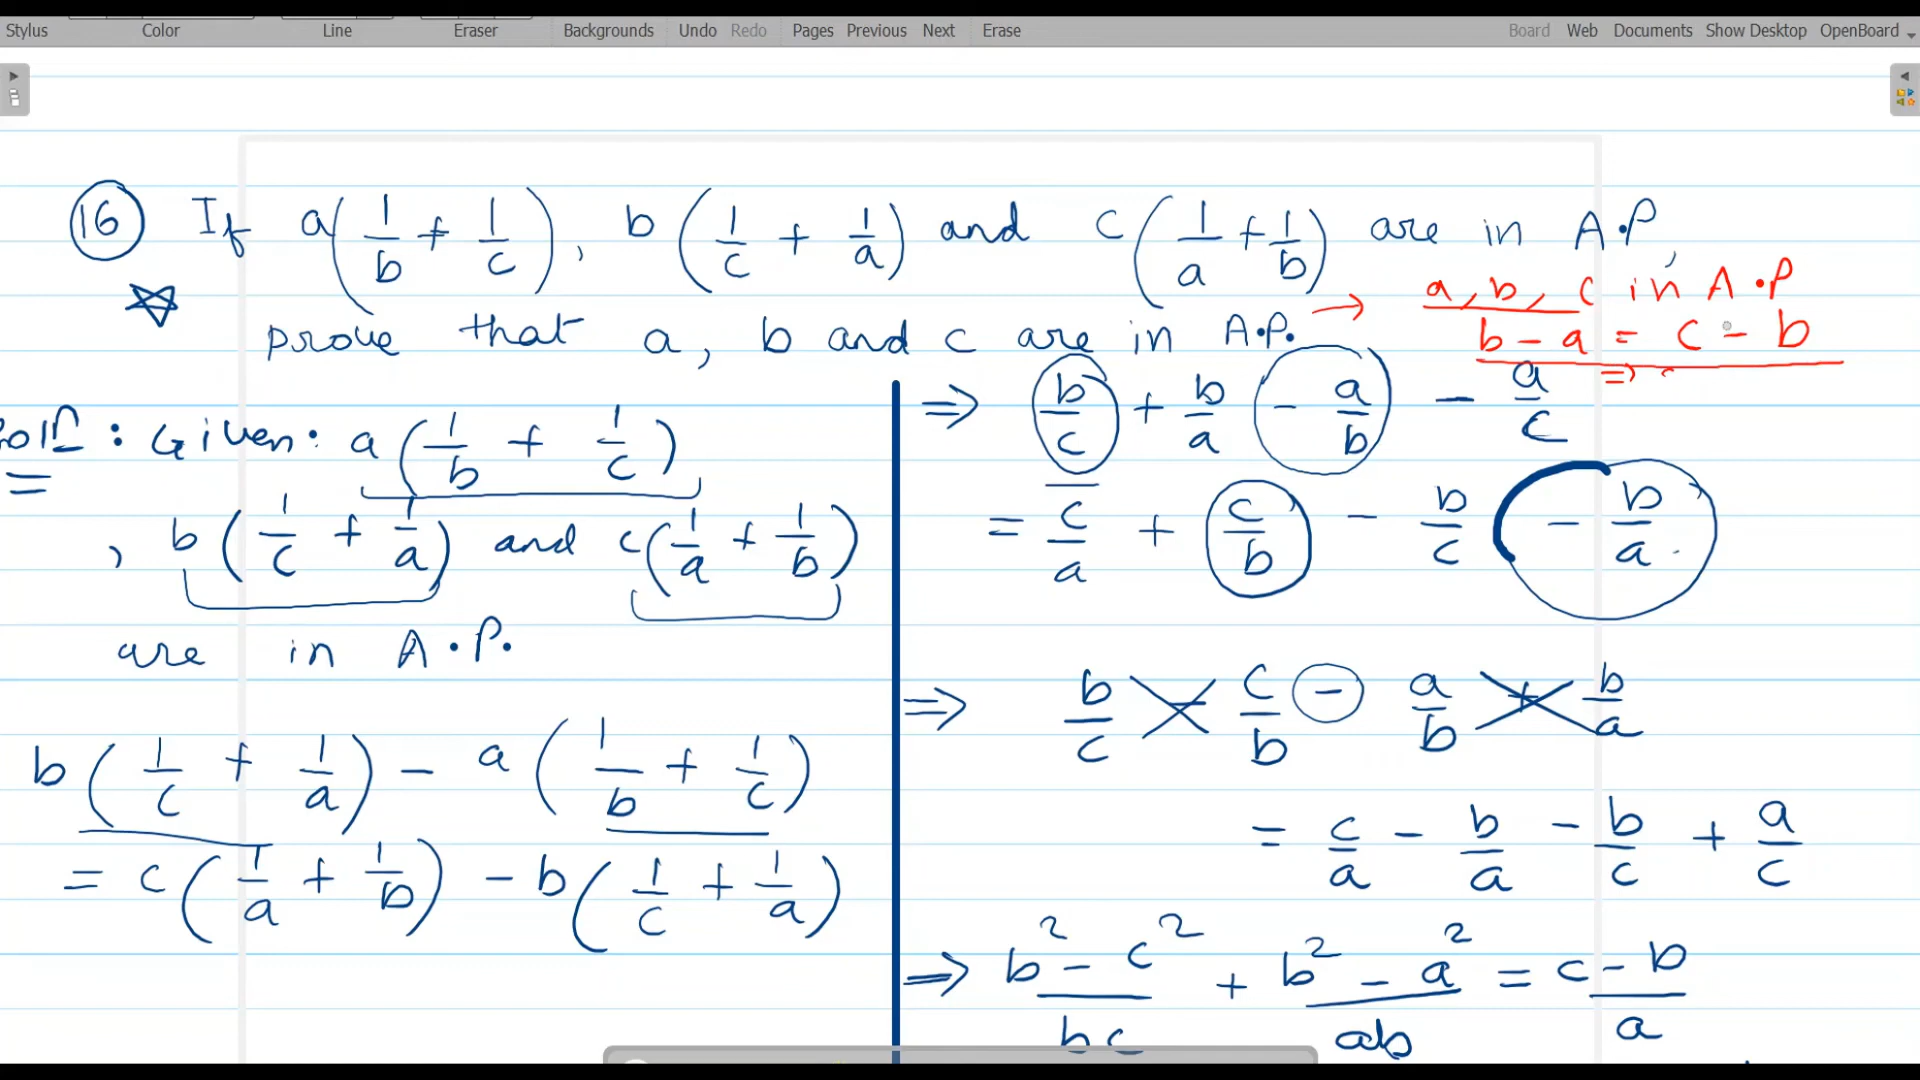 Stylus Color Line Eraser Backgrounds Undo Redo Pages Previous Next Erase Board Web Documents Show Desktop OpenBoard
16 If a(1/b + 1/c), b(1/c + 1/a) and c(1/a + 1/b) are in A.P,
prove that a, b and c are in A.P. → a, b, c in A.P
b - a = c - b
⇒
Soln: Given: a(1/b + 1/c)
, b(1/c + 1/a) and c(1/a + 1/b)
are in A.P.
b(1/c + 1/a) - a(1/b + 1/c)
= c(1/a + 1/b) - b(1/c + 1/a)
⇒ b/c + b/a - a/b - a/c
= c/a + c/b - b/c - b/a
⇒ b/c - c/b - a/b + b/a
= c/a - b/a - b/c + a/c
⇒ (b² - c²)/bc + (b² - a²)/ab = (c - b)/a